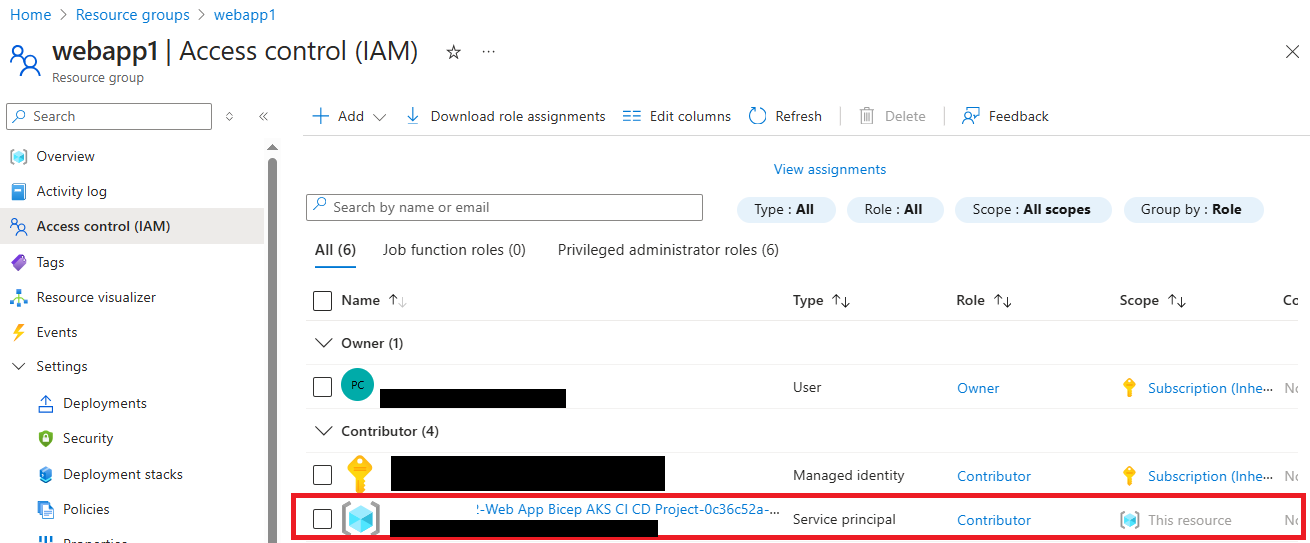 Home > Resource groups > webapp1
webapp1 | Access control (IAM)
Resource group
Search
Add
Download role assignments
Edit columns
Refresh
Delete
Feedback
Overview
Activity log
Access control (IAM)
Tags
Resource visualizer
Events
Settings
Deployments
Security
Deployment stacks
Policies
Properties
View assignments
Search by name or email
Type : All
Role : All
Scope : All scopes
Group by : Role
All (6)
Job function roles (0)
Privileged administrator roles (6)
Name Type Role Scope Co
Owner (1)
PC User Owner Subscription (Inhe... No
Contributor (4)
Managed identity Contributor Subscription (Inhe... No
!-Web App Bicep AKS CI CD Project-0c36c52a-...
Service principal Contributor This resource No